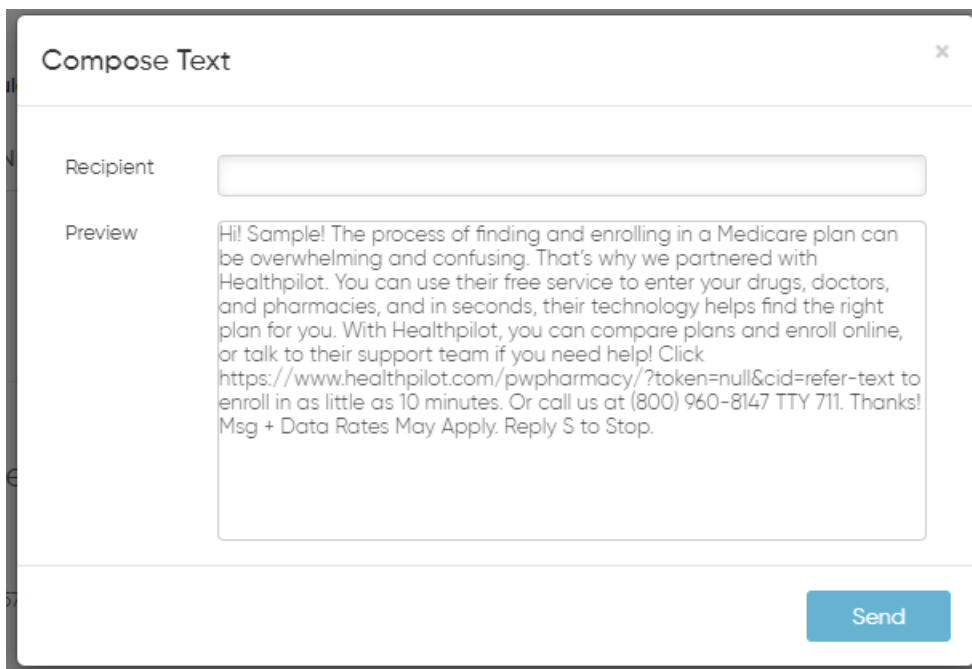 Compose Text
×
Recipient
Preview
Hi! Sample! The process of finding and enrolling in a Medicare plan can
be overwhelming and confusing. That's why we partnered with
Healthpilot. You can use their free service to enter your drugs, doctors,
and pharmacies, and in seconds, their technology helps find the right
plan for you. With Healthpilot, you can compare plans and enroll online,
or talk to their support team if you need help! Click
https://www.healthpilot.com/pwpharmacy/?token=null&cid=refer-text to
enroll in as little as 10 minutes. Or call us at (800) 960-8147 TTY 711. Thanks!
Msg + Data Rates May Apply. Reply S to Stop.
Send